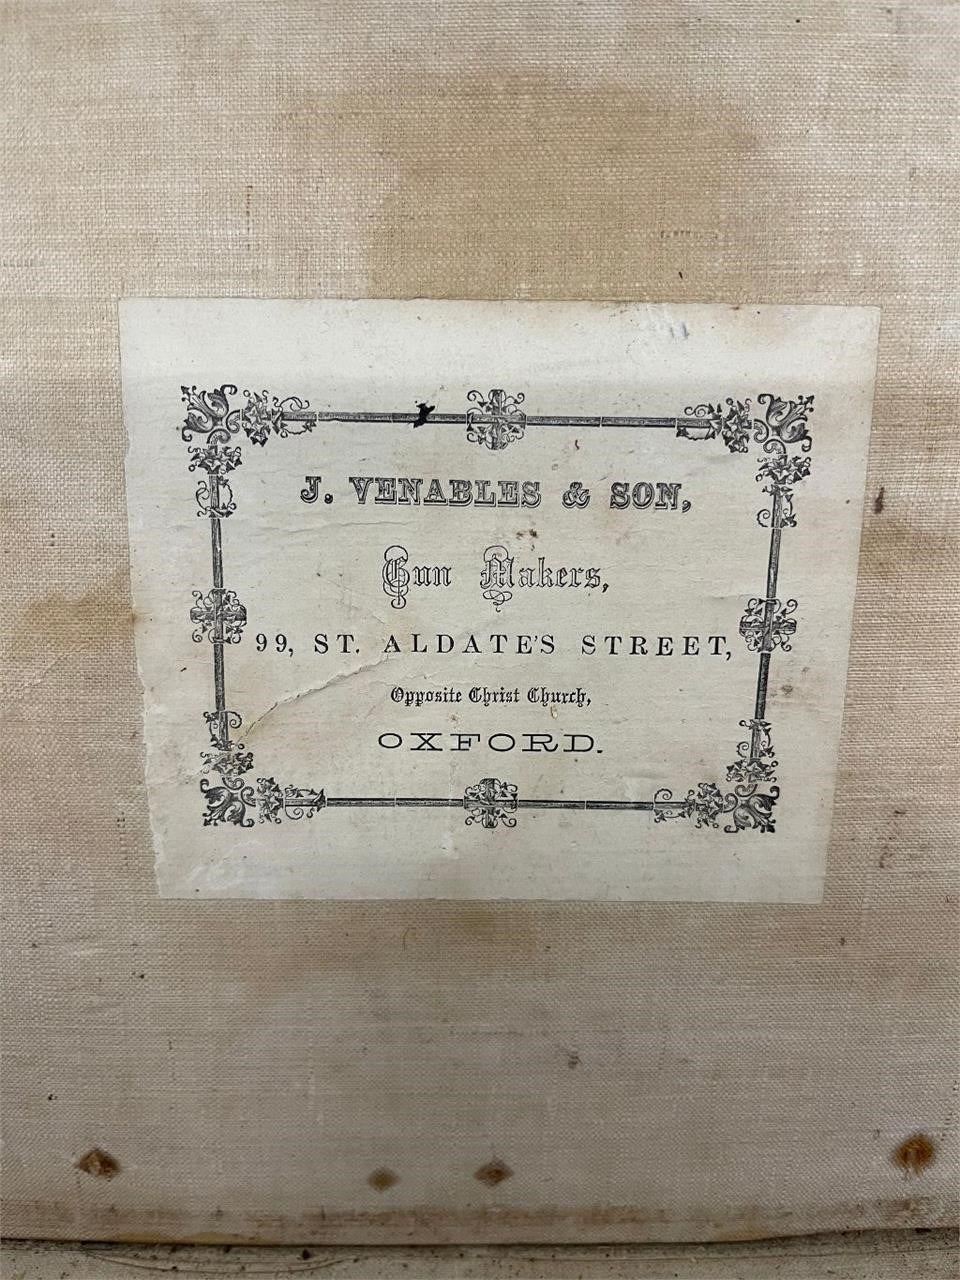 J. VENABLES & SON,
Gun Makers,
99, ST. ALDATE'S STREET,
Opposite Christ Church,
OXFORD.